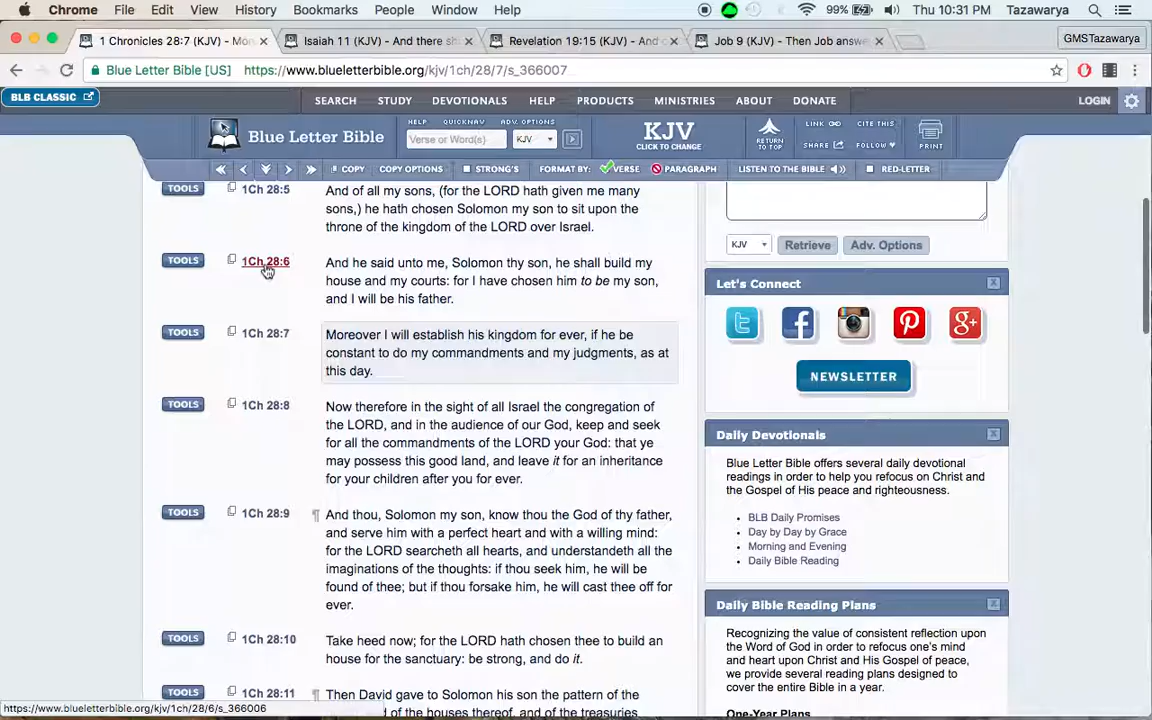 Chrome File Edit View History Bookmarks People Window Help 99% Thu 10:31 PM Tazawarya
1 Chronicles 28:7 (KJV) - Mor
Isaiah 11 (KJV) - And there sh
Revelation 19:15 (KJV) - And o
Job 9 (KJV) - Then Job answe
GMSTazawarya
Blue Letter Bible [US] https://www.blueletterbible.org/kjv/1ch/28/7/s_366007
BLB CLASSIC
SEARCH STUDY DEVOTIONALS HELP PRODUCTS MINISTRIES ABOUT DONATE LOGIN
Blue Letter Bible
HELP QUICKNAV ADV. OPTIONS
Verse or Word(s) KJV
KJV
CLICK TO CHANGE
RETURN
TO TOP
LINK CITE THIS
SHARE FOLLOW
PRINT
COPY COPY OPTIONS STRONG'S FORMAT BY: VERSE PARAGRAPH LISTEN TO THE BIBLE RED-LETTER
TOOLS 1Ch 28:5 And of all my sons, (for the LORD hath given me many
sons,) he hath chosen Solomon my son to sit upon the
throne of the kingdom of the LORD over Israel.
TOOLS 1Ch 28:6 And he said unto me, Solomon thy son, he shall build my
house and my courts: for I have chosen him to be my son,
and I will be his father.
TOOLS 1Ch 28:7 Moreover I will establish his kingdom for ever, if he be
constant to do my commandments and my judgments, as at
this day.
TOOLS 1Ch 28:8 Now therefore in the sight of all Israel the congregation of
the LORD, and in the audience of our God, keep and seek
for all the commandments of the LORD your God: that ye
may possess this good land, and leave it for an inheritance
for your children after you for ever.
TOOLS 1Ch 28:9 ¶ And thou, Solomon my son, know thou the God of thy father,
and serve him with a perfect heart and with a willing mind:
for the LORD searcheth all hearts, and understandeth all the
imaginations of the thoughts: if thou seek him, he will be
found of thee; but if thou forsake him, he will cast thee off for
ever.
TOOLS 1Ch 28:10 Take heed now; for the LORD hath chosen thee to build an
house for the sanctuary: be strong, and do it.
TOOLS 1Ch 28:11 ¶ Then David gave to Solomon his son the pattern of the
of the houses thereof, and of the treasuries
KJV Retrieve Adv. Options
Let's Connect
NEWSLETTER
Daily Devotionals
Blue Letter Bible offers several daily devotional
readings in order to help you refocus on Christ and
the Gospel of His peace and righteousness.
BLB Daily Promises
Day by Day by Grace
Morning and Evening
Daily Bible Reading
Daily Bible Reading Plans
Recognizing the value of consistent reflection upon
the Word of God in order to refocus one's mind
and heart upon Christ and His Gospel of peace,
we provide several reading plans designed to
cover the entire Bible in a year.
One-Year Plans
https://www.blueletterbible.org/kjv/1ch/28/6/s_366006